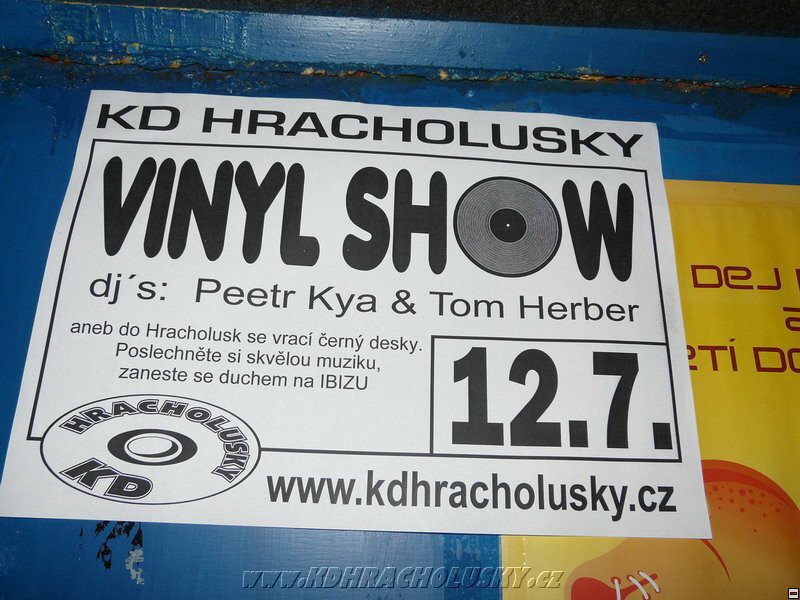 KD HRACHOLUSKY
VINYL SHOW
dj´s: Peetr Kya & Tom Herber
aneb do Hracholusk se vrací černý desky.
Poslechněte si skvělou muziku,
zaneste se duchem na IBIZU
12.7.
HRACHOLUSKY
KD
www.kdhracholusky.cz
DEJ
DO
www.KDHRACHOLUSKY.cz